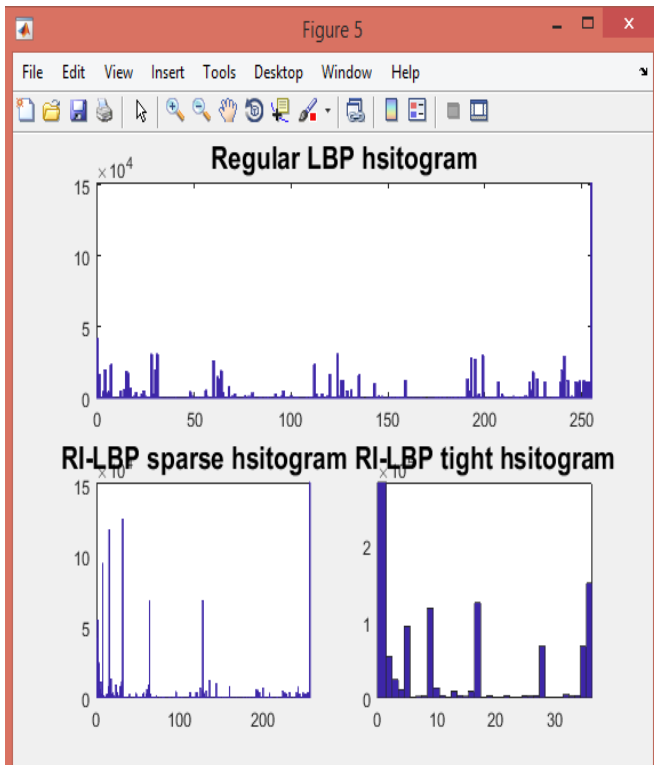 Figure 5
File Edit View Insert Tools Desktop Window Help
Regular LBP hsitogram
×10^4
15
10
5
0
0 50 100 150 200 250
RI-LBP sparse hsitogram RI-LBP tight hsitogram
15
10
5
0
0 100 200
2
1
0
0 10 20 30